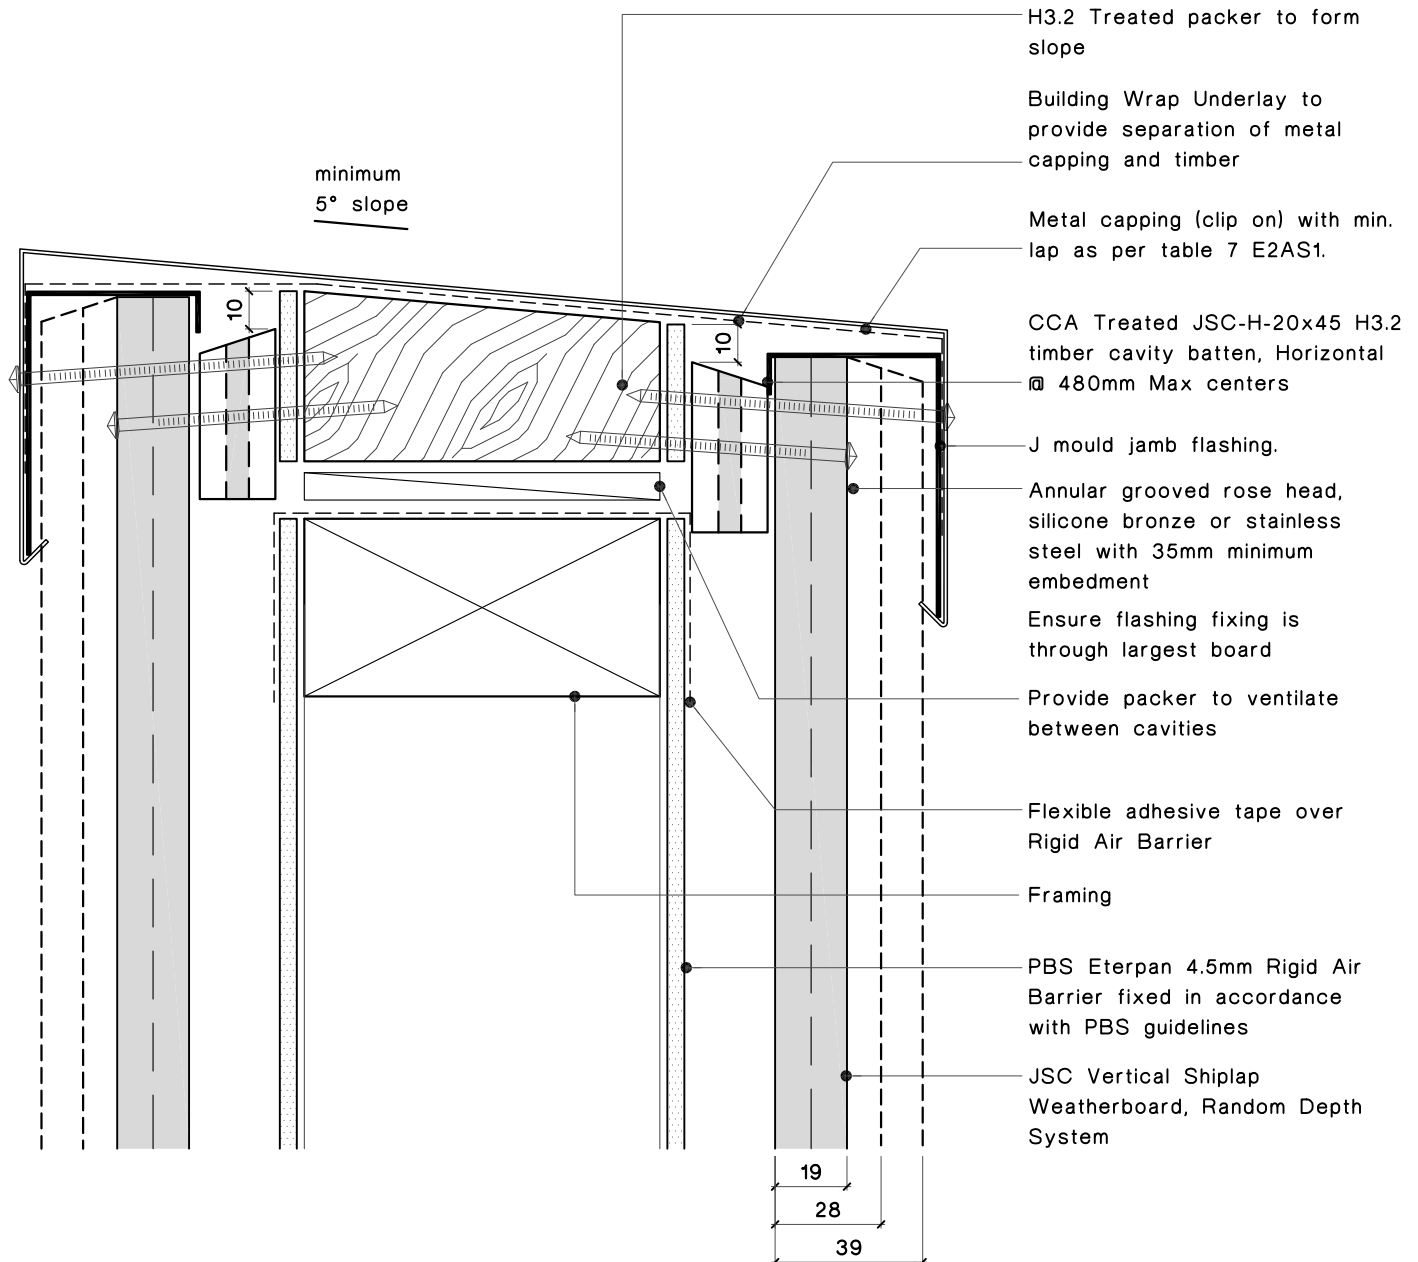 H3.2 Treated packer to form
slope
Building Wrap Underlay to
provide separation of metal
capping and timber
minimum
5° slope
Metal capping (clip on) with min.
lap as per table 7 E2AS1.
10
10
CCA Treated JSC-H-20x45 H3.2
timber cavity batten, Horizontal
@ 480mm Max centers
J mould jamb flashing.
Annular grooved rose head,
silicone bronze or stainless
steel with 35mm minimum
embedment
Ensure flashing fixing is
through largest board
Provide packer to ventilate
between cavities
Flexible adhesive tape over
Rigid Air Barrier
Framing
PBS Eterpan 4.5mm Rigid Air
Barrier fixed in accordance
with PBS guidelines
JSC Vertical Shiplap
Weatherboard, Random Depth
System
19
28
39